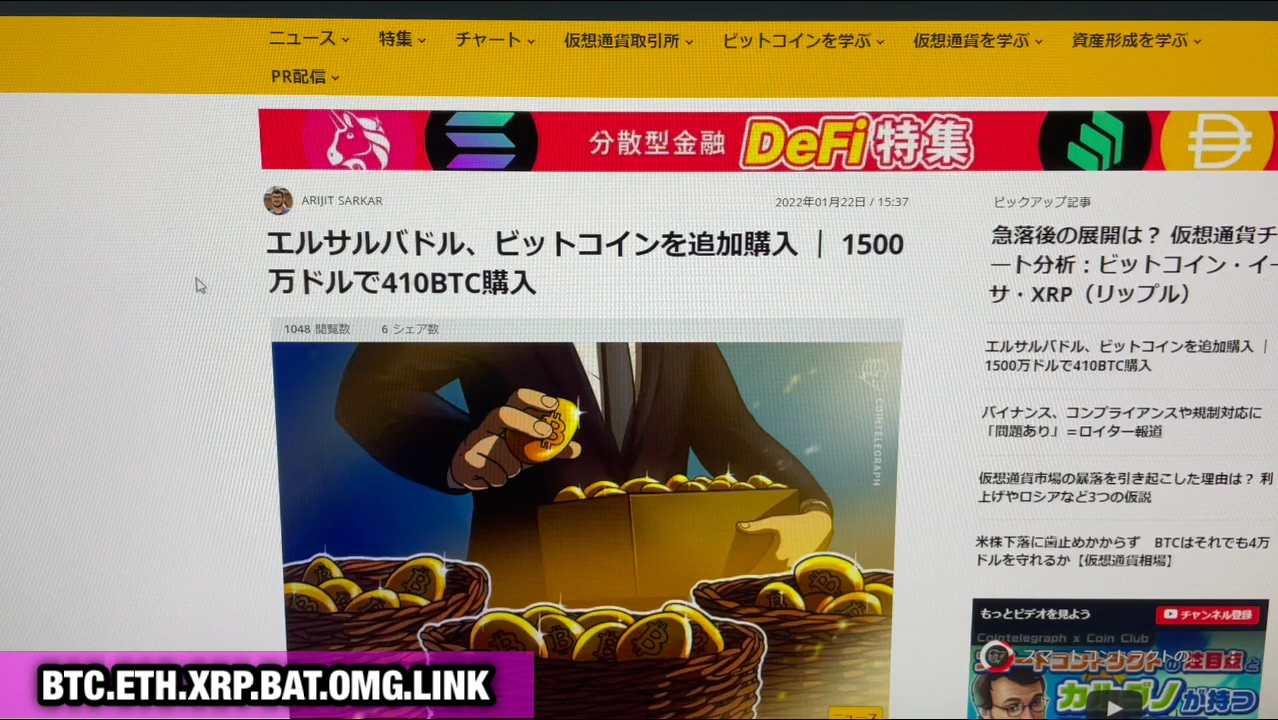 ニュース
特集
チャート
仮想通貨取引所
ビットコインを学ぶ
仮想通貨を学ぶ
資産形成を学ぶ
PR配信
分散型金融 DeFi特集
ARIJIT SARKAR
2022年01月22日 / 15:37
エルサルバドル、ビットコインを追加購入 ｜ 1500
万ドルで410BTC購入
1048 閲覧数
6 シェア数
COINTELEGRAPH
ニュース
ピックアップ記事
急落後の展開は？ 仮想通貨チ
ート分析：ビットコイン・イー
サ・XRP（リップル）
エルサルバドル、ビットコインを追加購入 ｜
1500万ドルで410BTC購入
バイナンス、コンプライアンスや規制対応に
「問題あり」＝ロイター報道
仮想通貨市場の暴落を引き起こした理由は？ 利
上げやロシアなど3つの仮説
米株下落に歯止めかからず　BTCはそれでも4万
ドルを守れるか【仮想通貨相場】
もっとビデオを見よう
チャンネル登録
Cointelegraph x Coin Club
カルダノが持つ
BTC.ETH.XRP.BAT.OMG.LINK